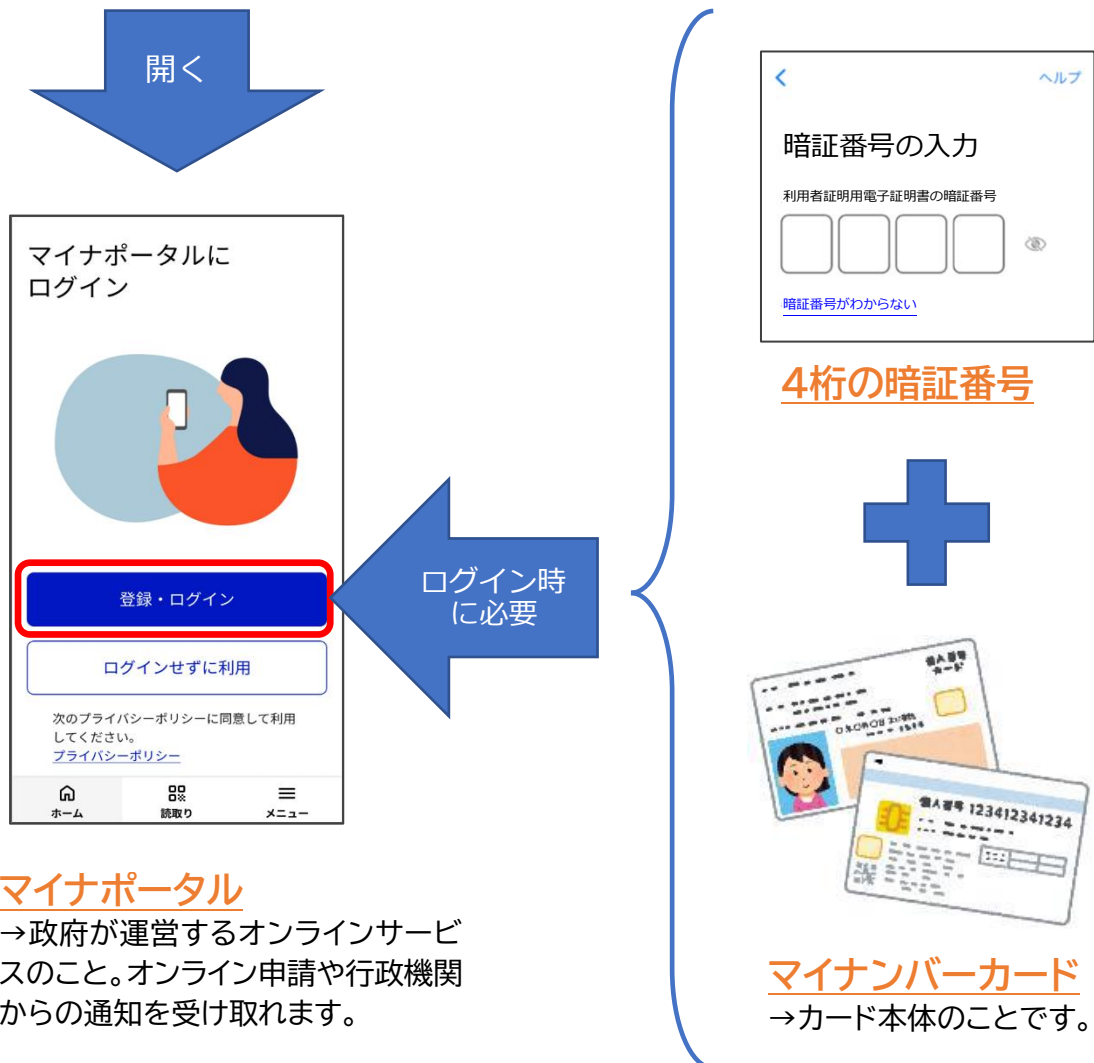 開く
マイナポータルに
ログイン
登録・ログイン
ログインせずに利用
次のプライバシーポリシーに同意して利用
してください。
プライバシーポリシー
ホーム
読取り
メニュー
マイナポータル
→政府が運営するオンラインサービ
スのこと。オンライン申請や行政機関
からの通知を受け取れます。
ログイン時
に必要
ヘルプ
暗証番号の入力
利用者証明用電子証明書の暗証番号
暗証番号がわからない
4桁の暗証番号
個人番号
カード
個人番号 123412341234
マイナンバーカード
→カード本体のことです。